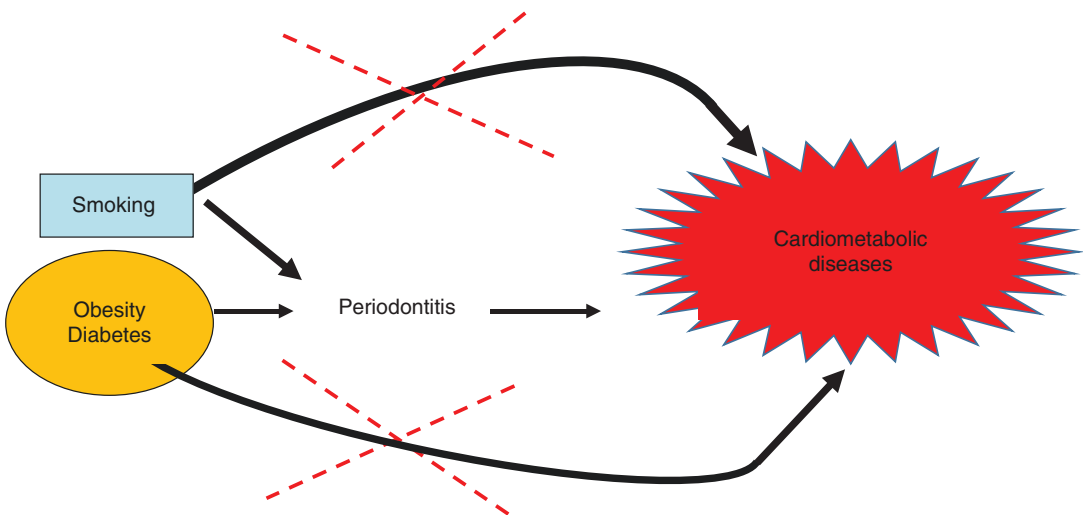 Smoking
Obesity
Diabetes
Periodontitis
Cardiometabolic
diseases